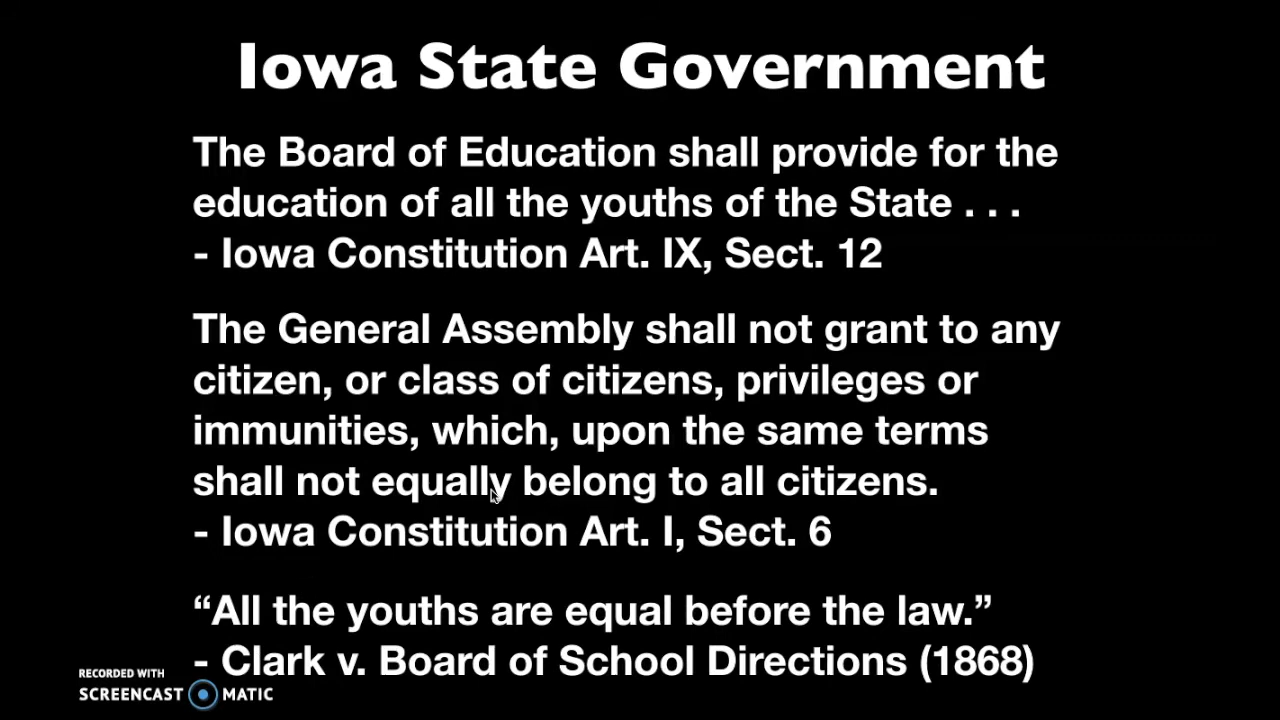 Iowa State Government
The Board of Education shall provide for the
education of all the youths of the State . . .
- Iowa Constitution Art. IX, Sect. 12
The General Assembly shall not grant to any
citizen, or class of citizens, privileges or
immunities, which, upon the same terms
shall not equally belong to all citizens.
- Iowa Constitution Art. I, Sect. 6
“All the youths are equal before the law.”
- Clark v. Board of School Directions (1868)
RECORDED WITH
SCREENCAST MATIC